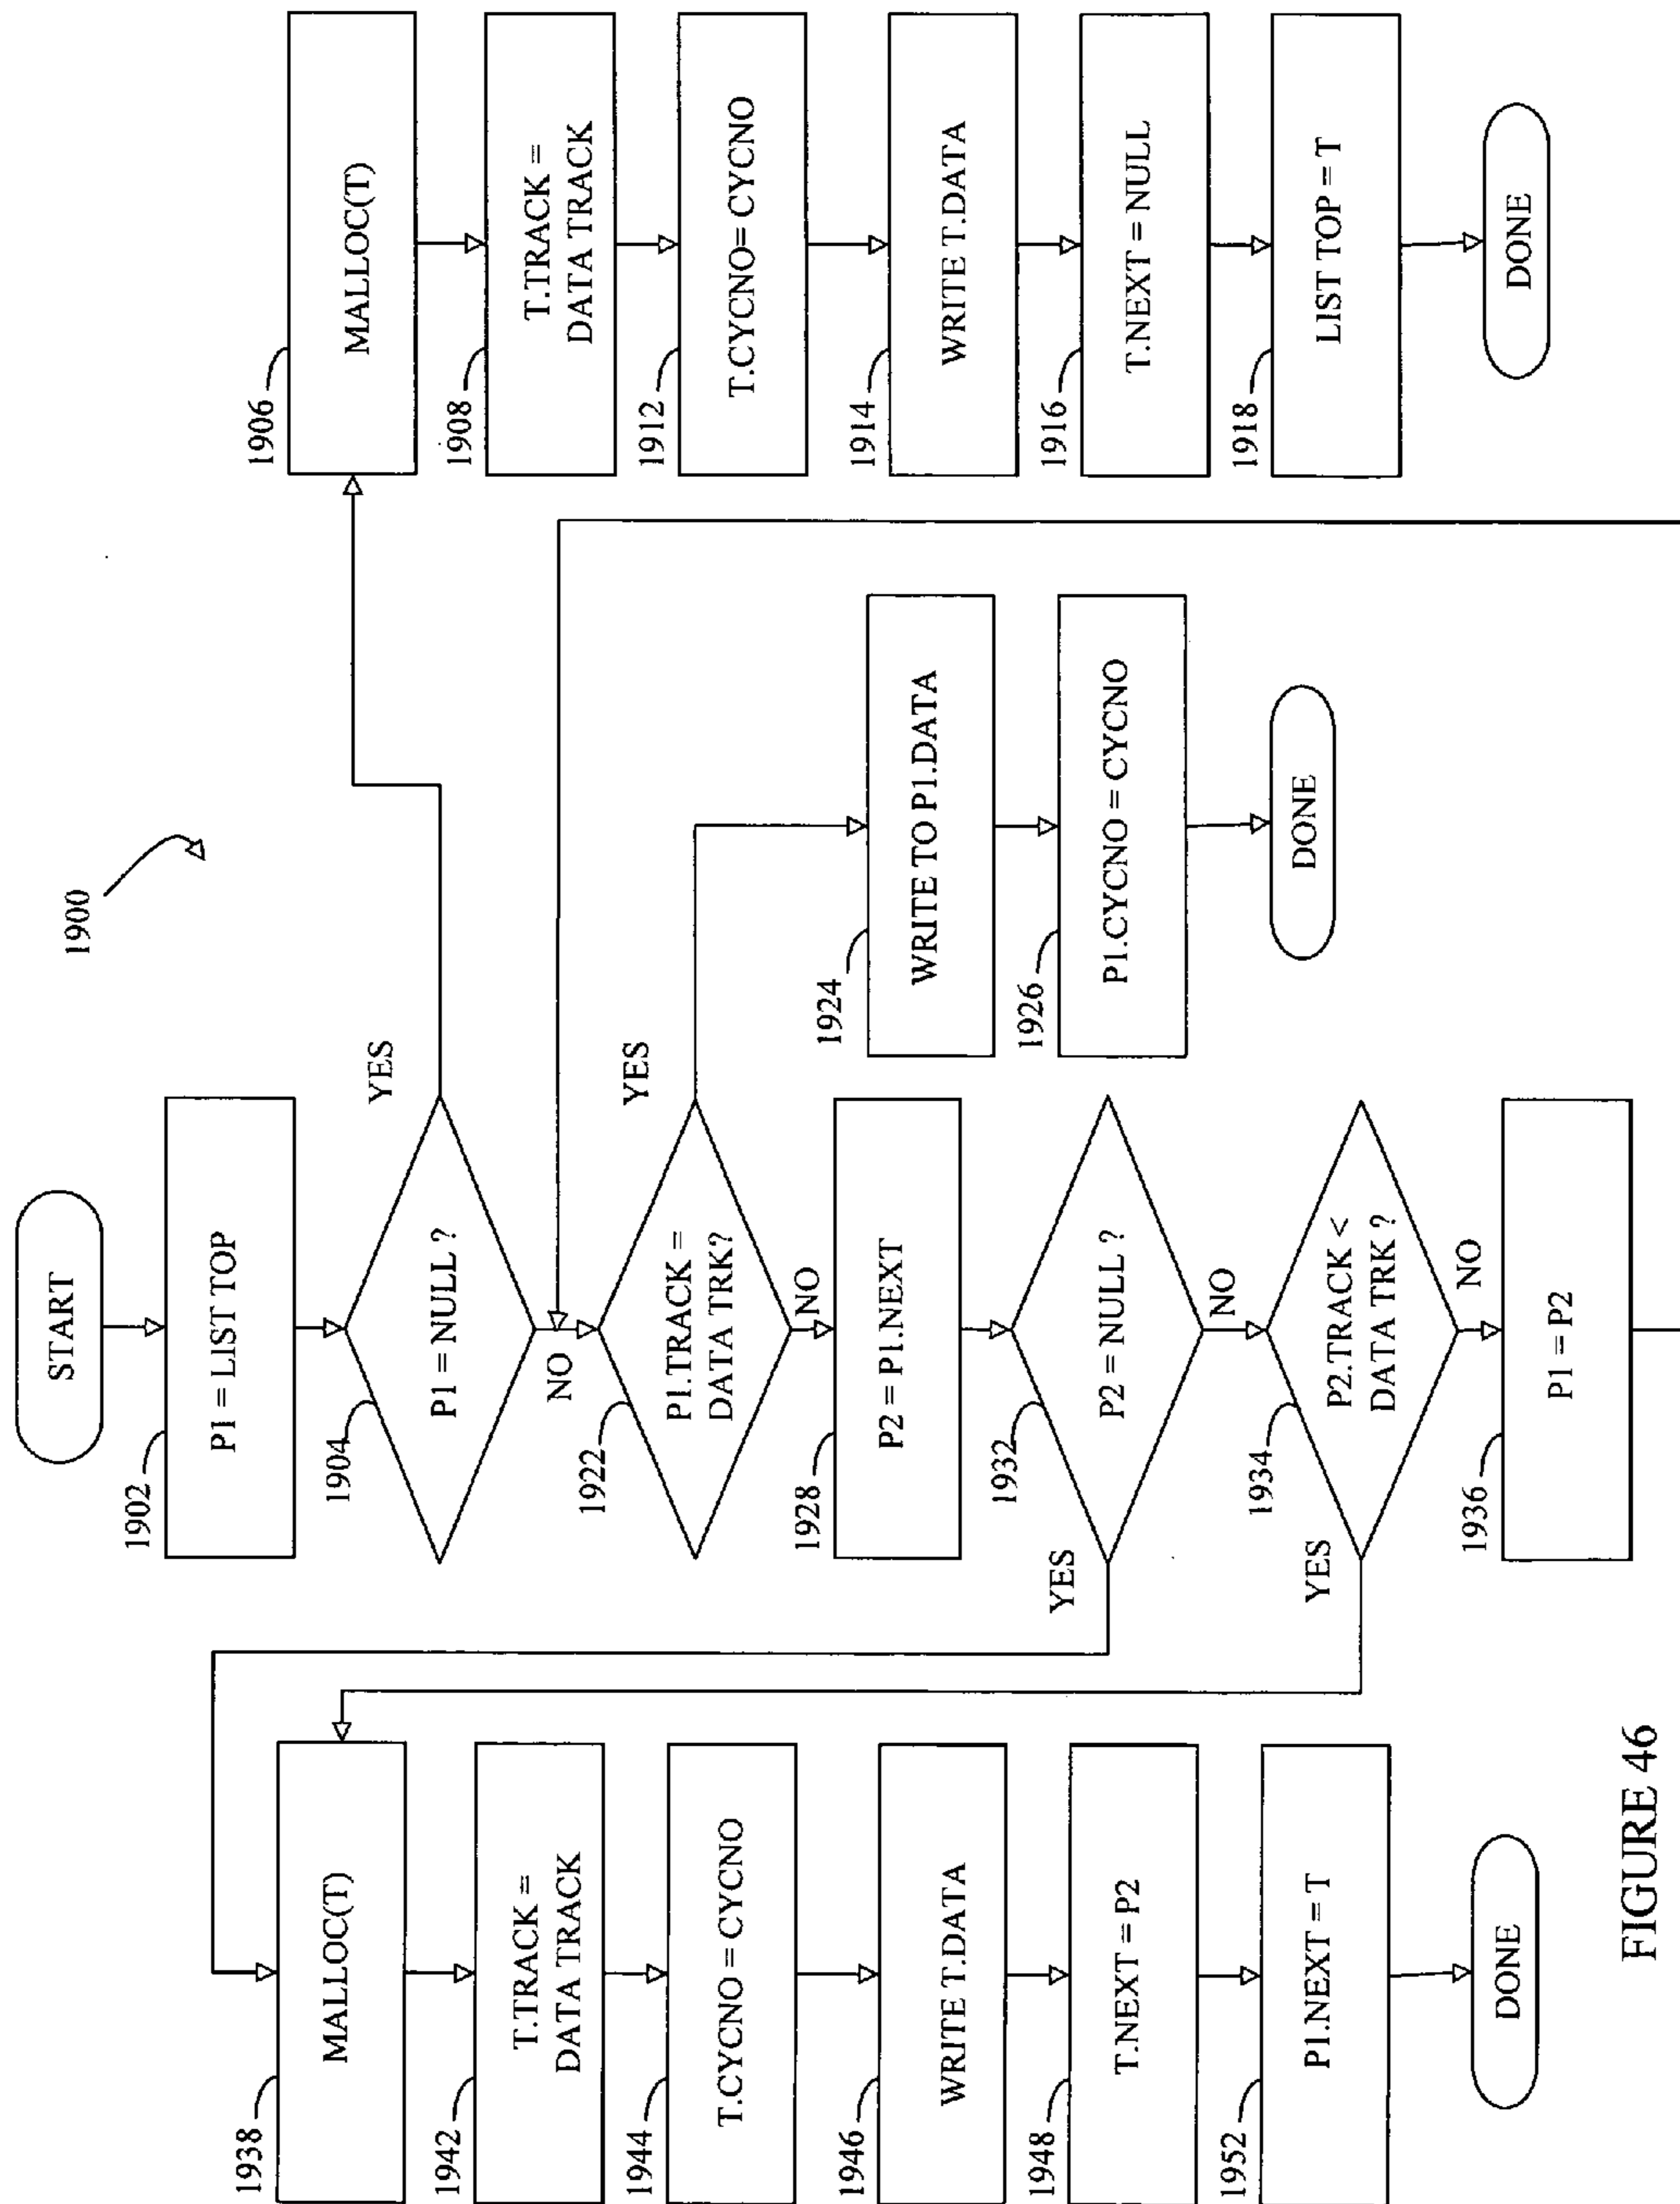 1900
START
1902
P1 = LIST TOP
1904
P1 = NULL ?
YES
NO
1906
MALLOC(T)
1908
T.TRACK =
DATA TRACK
1912
T.CYCNO= CYCNO
1914
WRITE T.DATA
1916
T.NEXT = NULL
1918
LIST TOP = T
DONE
1922
P1.TRACK =
DATA TRK?
YES
NO
1924
WRITE TO P1.DATA
1926
P1.CYCNO = CYCNO
DONE
1928
P2 = P1.NEXT
1932
P2 = NULL ?
YES
NO
1934
P2.TRACK <
DATA TRK ?
YES
NO
1936
P1 = P2
1938
MALLOC(T)
1942
T.TRACK =
DATA TRACK
1944
T.CYCNO = CYCNO
1946
WRITE T.DATA
1948
T.NEXT = P2
1952
P1.NEXT = T
DONE
FIGURE 46